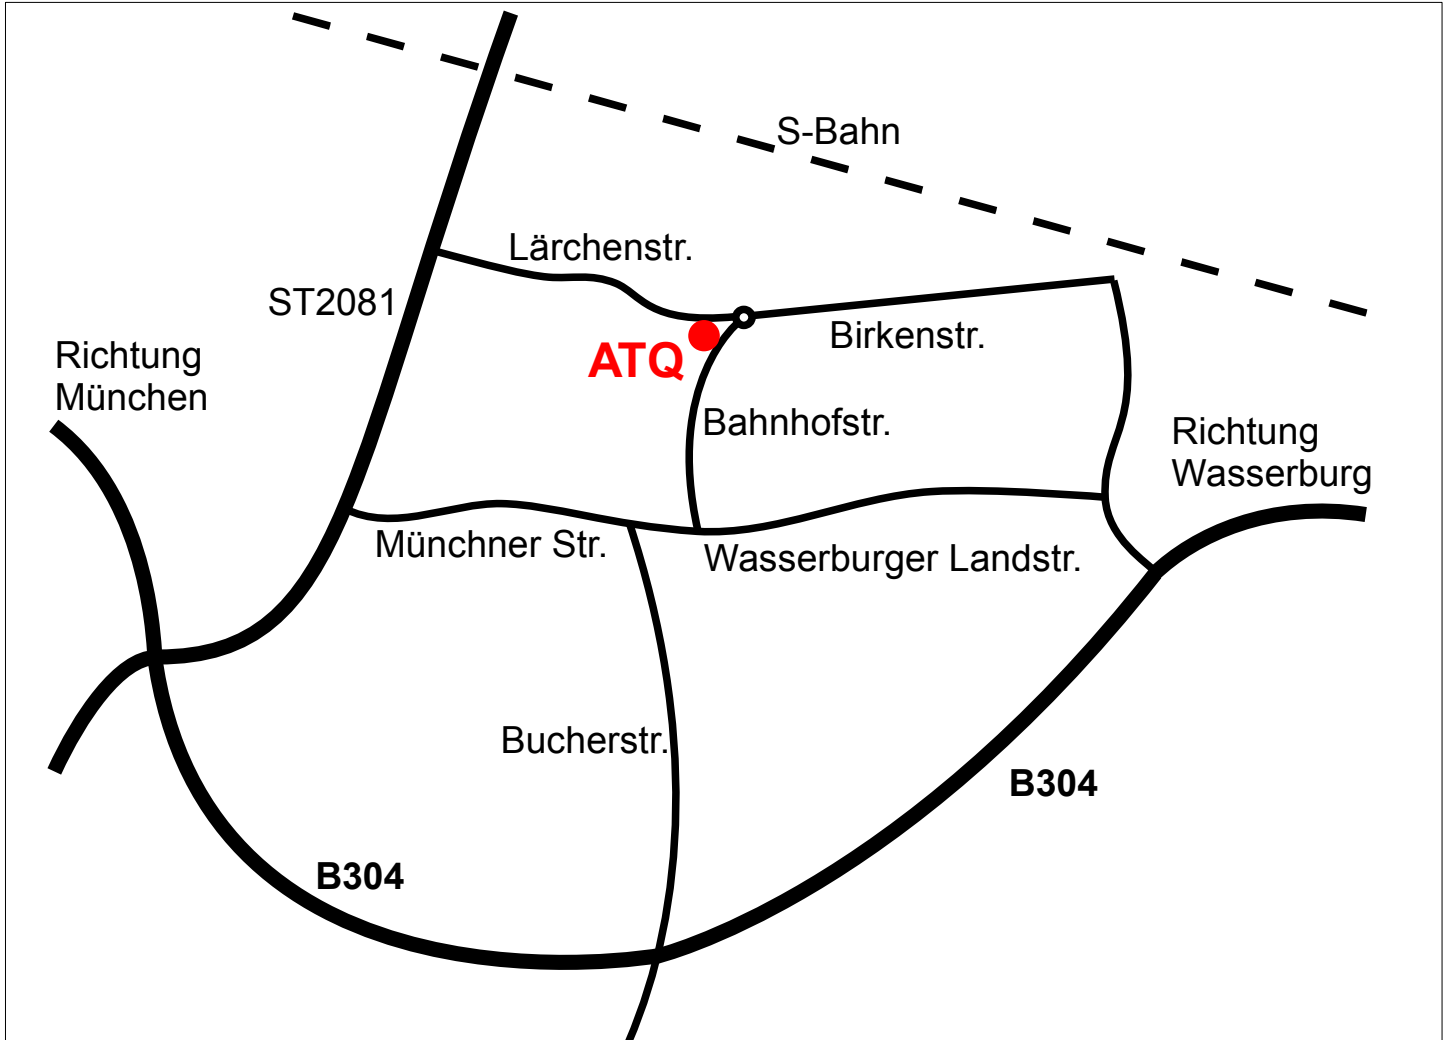 S-Bahn
Lärchenstr.
ST2081
Birkenstr.
Richtung
München
ATQ
Bahnhofstr.
Richtung
Wasserburg
Münchner Str.
Wasserburger Landstr.
Bucherstr.
B304
B304